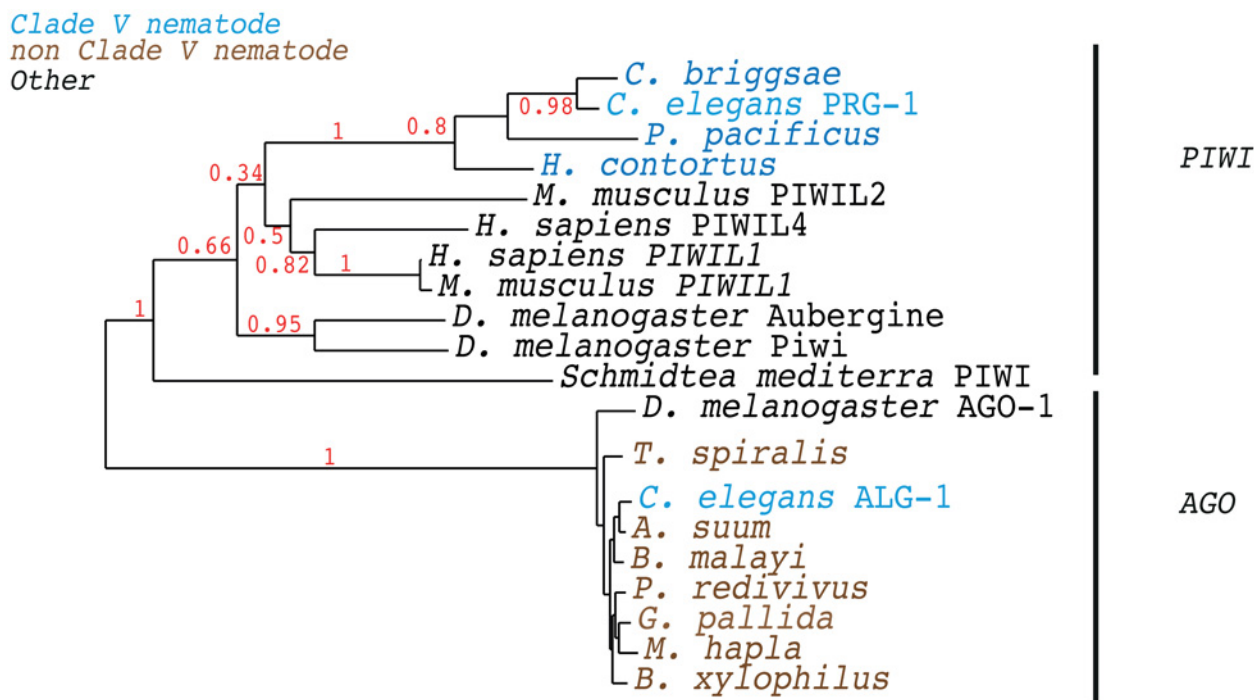 Clade V nematode
non Clade V nematode
Other
C. briggsae
0.98
C. elegans PRG-1
1
0.8
P. pacificus
PIWI
0.34
H. contortus
M. musculus PIWIL2
0.5
H. sapiens PIWIL4
0.66
0.82
1
H. sapiens PIWIL1
M. musculus PIWIL1
1
0.95
D. melanogaster Aubergine
D. melanogaster Piwi
Schmidtea mediterra PIWI
D. melanogaster AGO-1
1
T. spiralis
C. elegans ALG-1
AGO
A. suum
B. malayi
P. redivivus
G. pallida
M. hapla
B. xylophilus